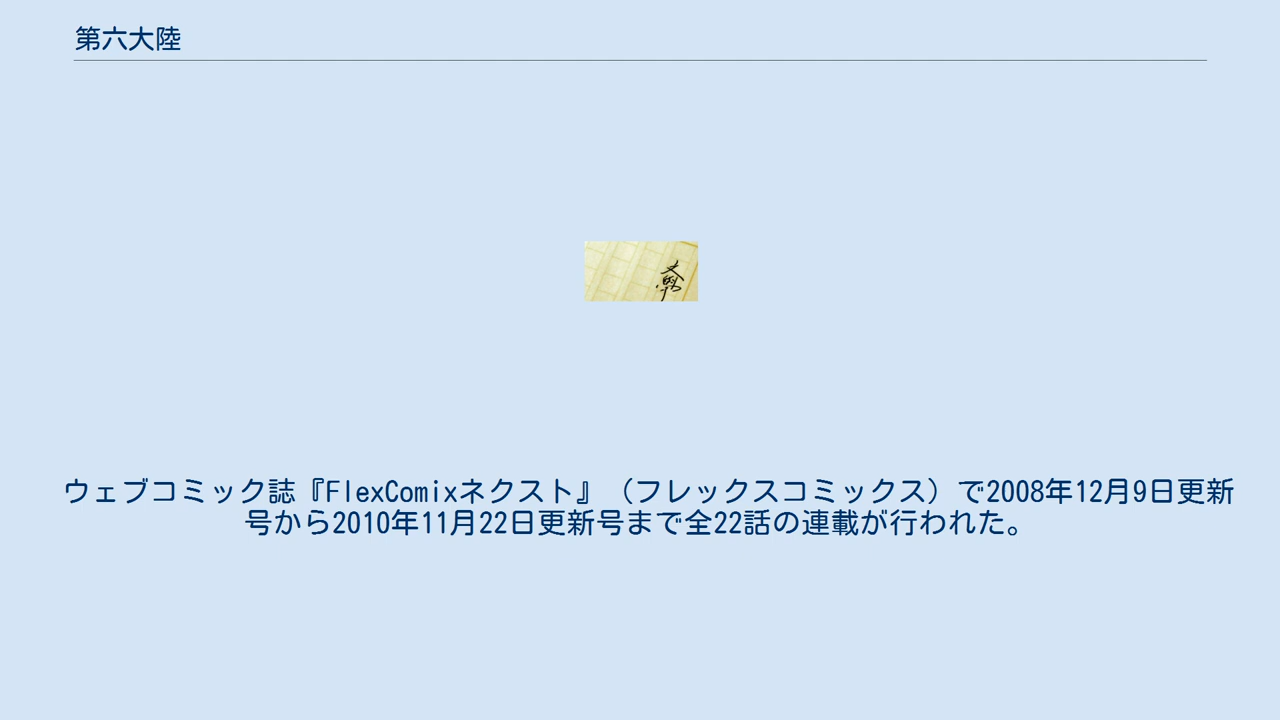 第六大陸
ウェブコミック誌『FlexComixネクスト』（フレックスコミックス）で2008年12月9日更新
号から2010年11月22日更新号まで全22話の連載が行われた。